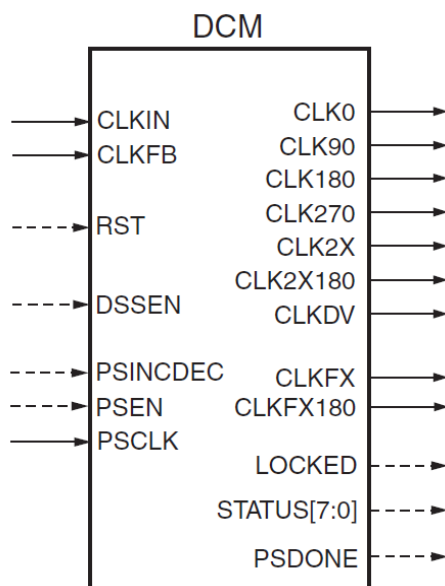 DCM
CLKIN
CLKFB
RST
DSSEN
PSINCDEC
PSEN
PSCLK
CLK0
CLK90
CLK180
CLK270
CLK2X
CLK2X180
CLKDV
CLKFX
CLKFX180
LOCKED
STATUS[7:0]
PSDONE